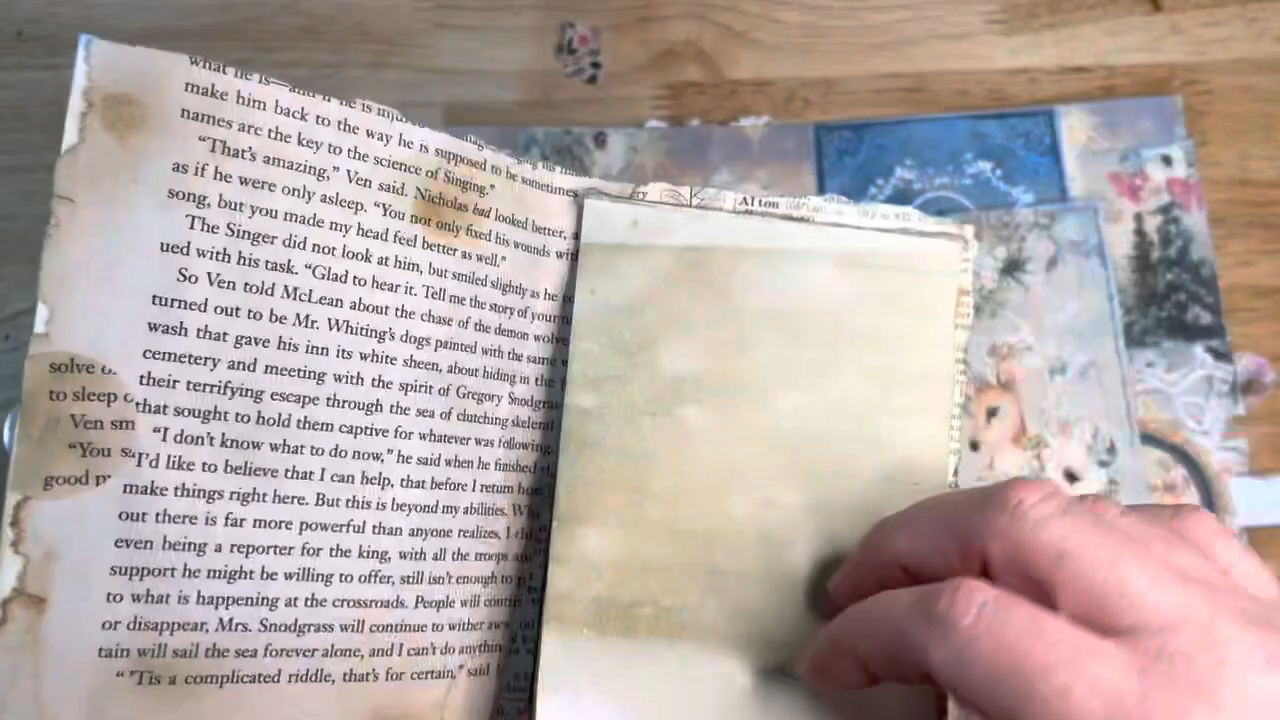 what he is—and if he is
make him back to the way he is supposed to be sometimes
names are the key to the science of Singing."
"That's amazing," Ven said. Nicholas had looked better,
as if he were only asleep. "You not only fixed his wounds with
song, but you made my head feel better as well."
The Singer did not look at him, but smiled slightly as he
ued with his task. "Glad to hear it. Tell me the story of your
So Ven told McLean about the chase of the demon
turned out to be Mr. Whiting's dogs painted with the same
wash that gave his inn its white sheen, about hiding in the
cemetery and meeting with the spirit of Gregory
their terrifying escape through the sea of clutching
that sought to hold them captive for whatever was following
"I don't know what to do now," he said when he finished
I'd like to believe that I can help, that before I return
make things right here. But this is beyond my abilities.
out there is far more powerful than anyone realizes,
even being a reporter for the king, with all the troops
support he might be willing to offer, still isn't enough to
to what is happening at the crossroads. People will
or disappear, Mrs. Snodgrass will continue to wither
tain will sail the sea forever alone, and I can't do
"'Tis a complicated riddle, that's for certain," said
solve
to sleep
Ven
"You
good
Alton